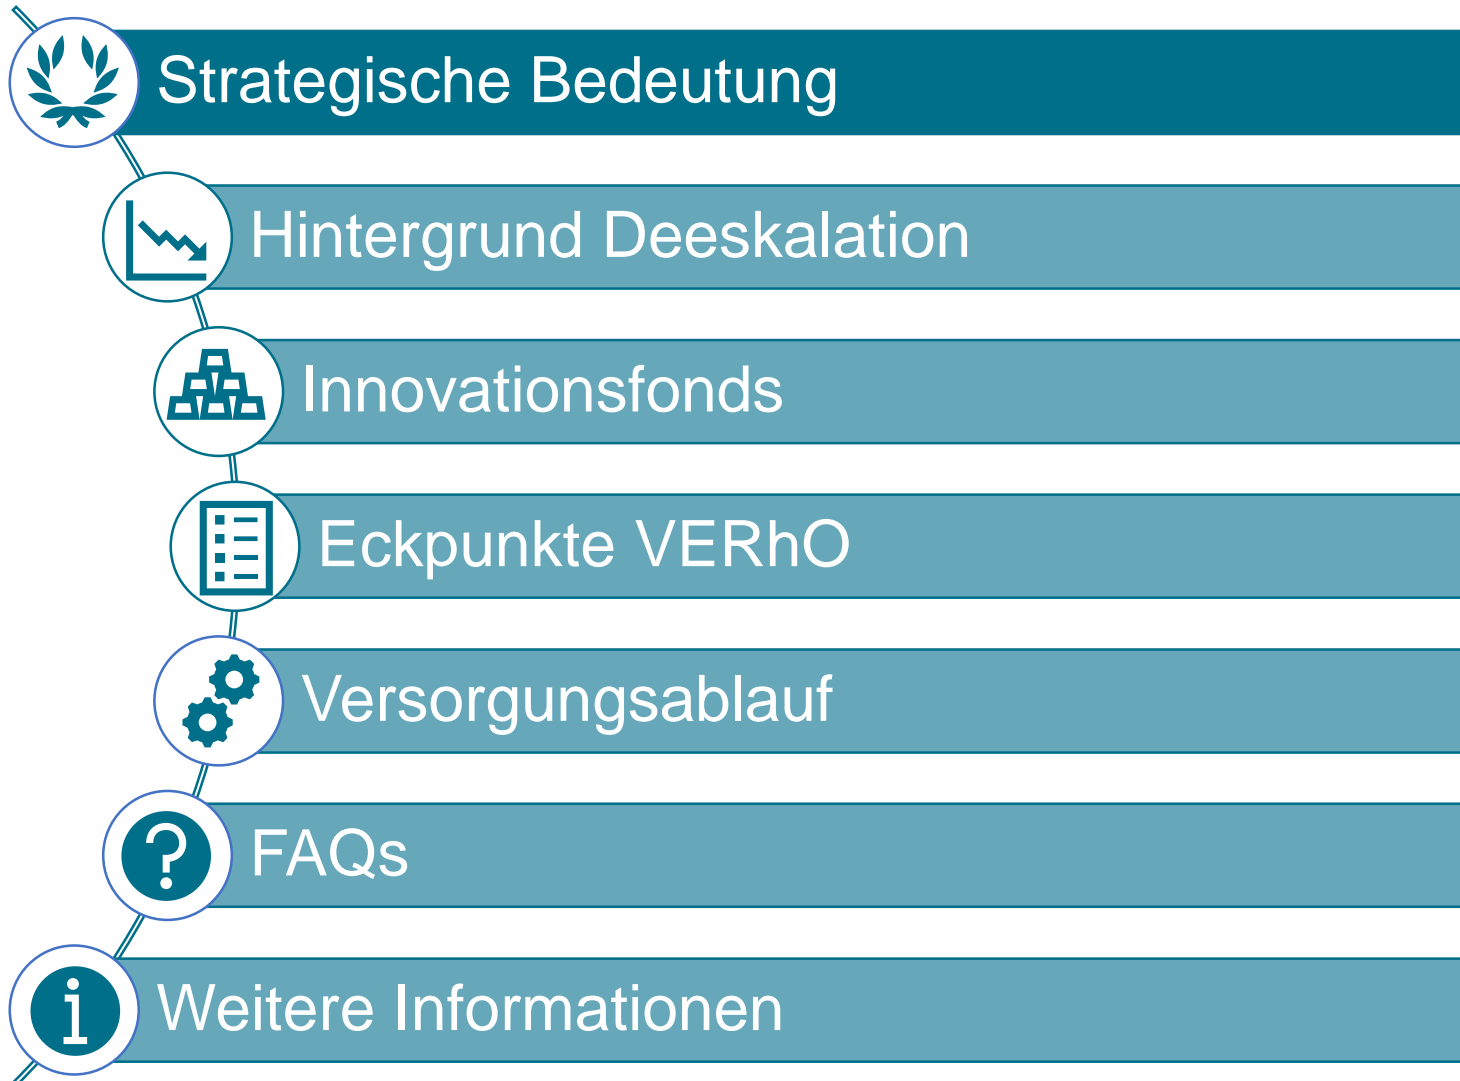 Strategische Bedeutung
Hintergrund Deeskalation
Innovationsfonds
Eckpunkte VERhO
Versorgungsablauf
FAQs
Weitere Informationen